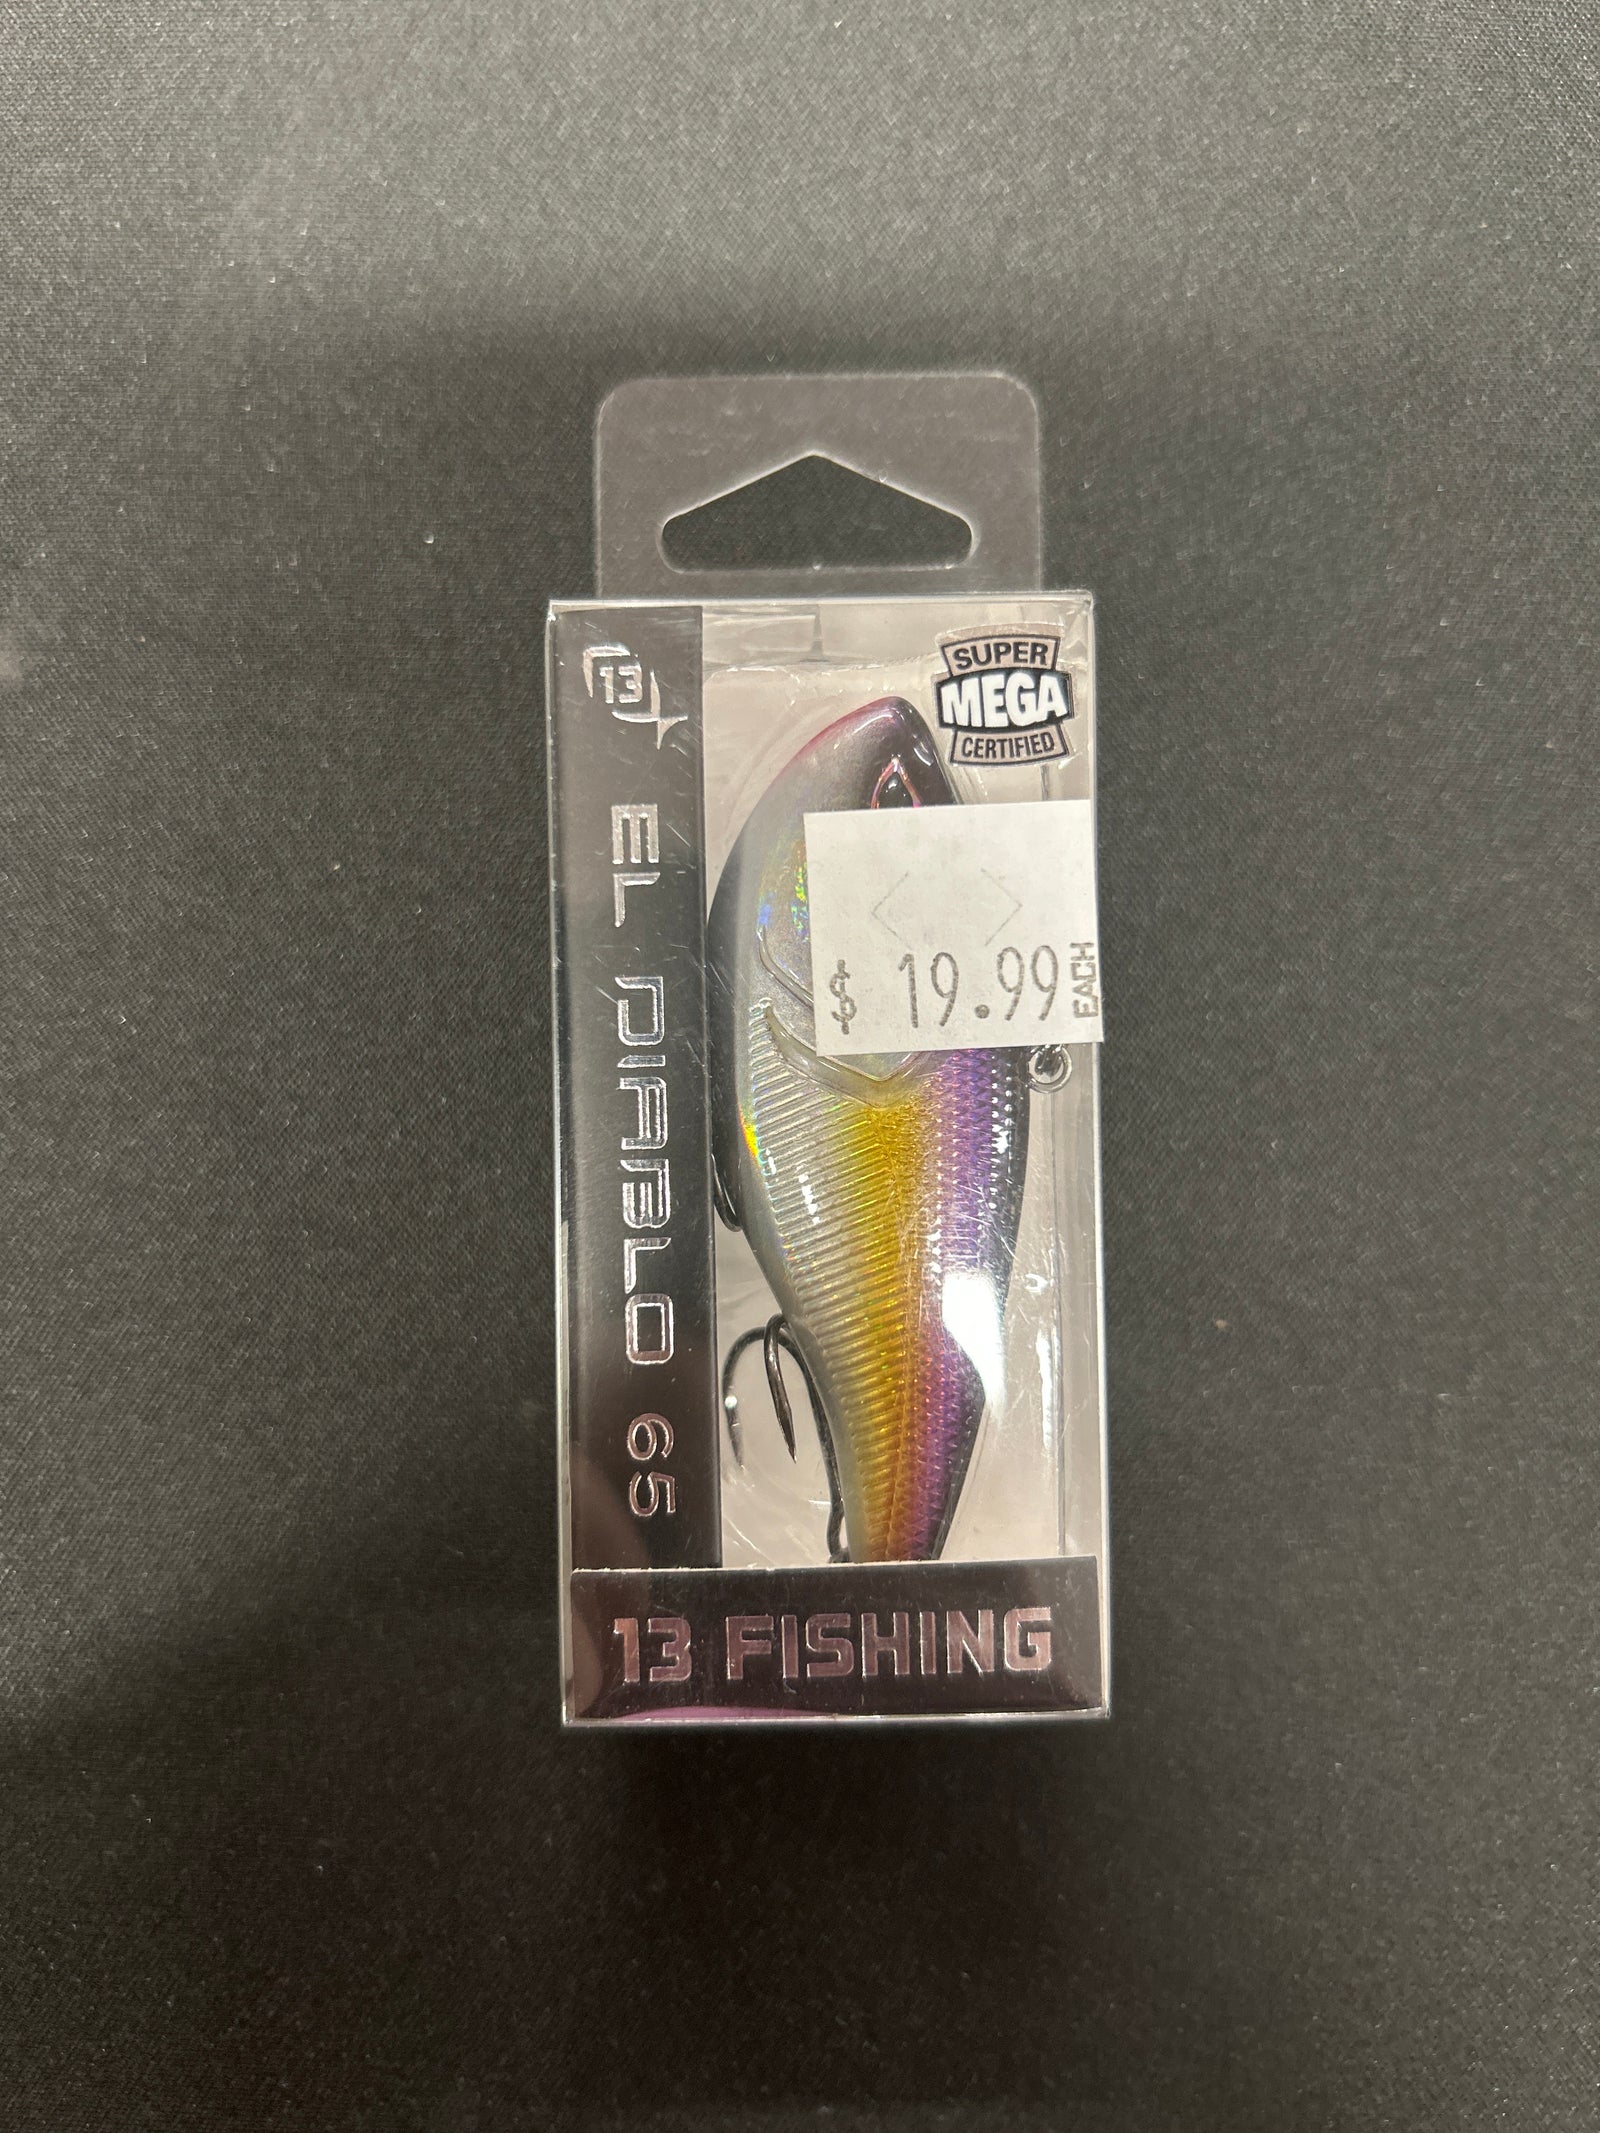 13
EL DIABLO 65
SUPER
MEGA
CERTIFIED
$ 19.99 EACH
13 FISHING